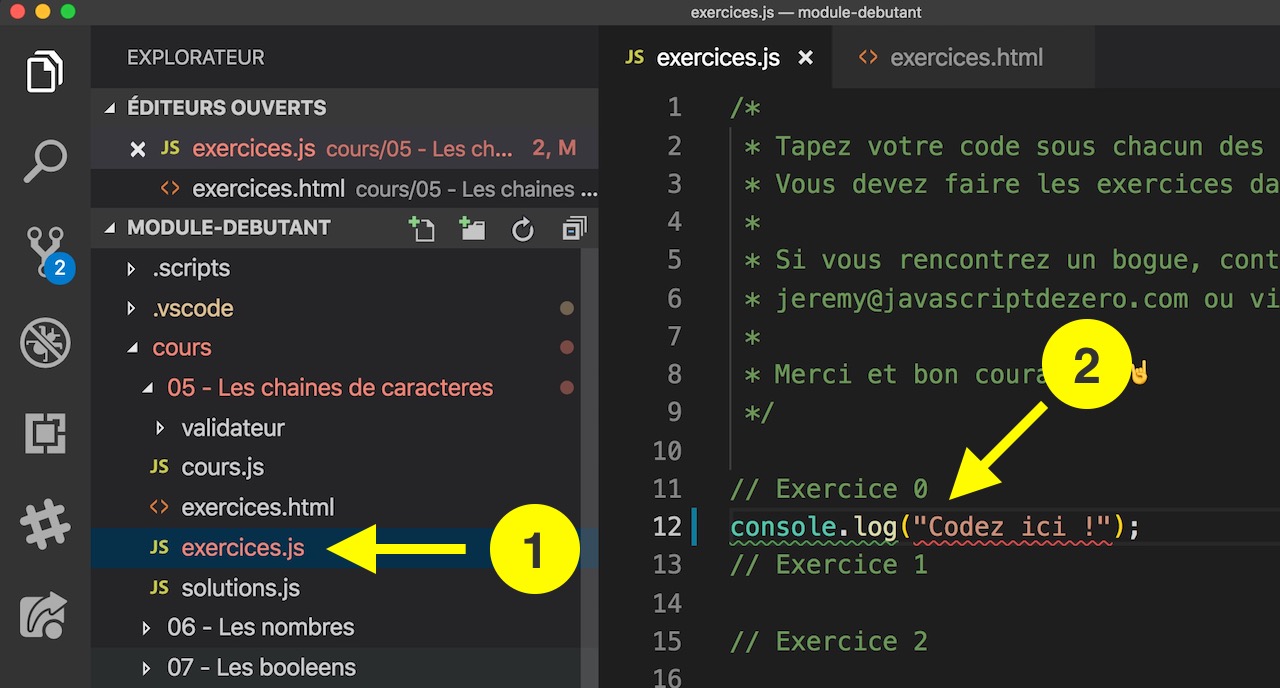 exercices.js — module-debutant
EXPLORATEUR
ÉDITEURS OUVERTS
JS exercices.js cours/05 - Les ch... 2, M
<> exercices.html cours/05 - Les chaines ...
MODULE-DEBUTANT
2
.scripts
.vscode
cours
05 - Les chaines de caracteres
validateur
JS cours.js
<> exercices.html
JS exercices.js
1
JS solutions.js
06 - Les nombres
07 - Les booleens
JS exercices.js
<> exercices.html
1 /*
2 * Tapez votre code sous chacun des
3 * Vous devez faire les exercices da
4 *
5 * Si vous rencontrez un bogue, cont
6 * jeremy@javascriptdezero.com ou vi
7 *
8 * Merci et bon coura
2
9 */
10
11 // Exercice 0
12 console.log("Codez ici !");
13 // Exercice 1
14
15 // Exercice 2
16